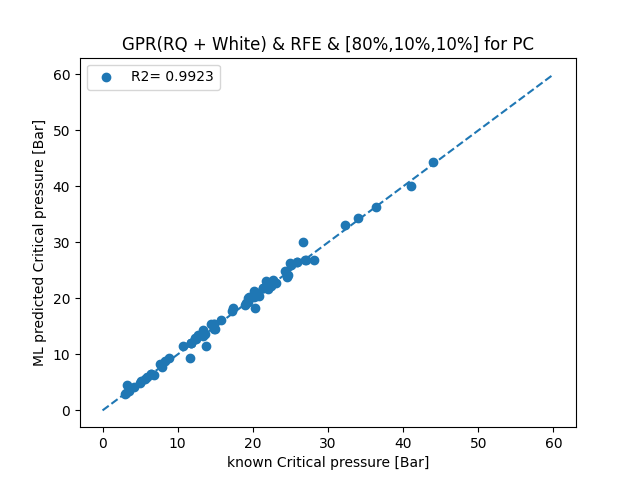 GPR(RQ + White) & RFE & [80%,10%,10%] for PC
R2= 0.9923
ML predicted Critical pressure [Bar]
60
50
40
30
20
10
0
0 10 20 30 40 50 60
known Critical pressure [Bar]